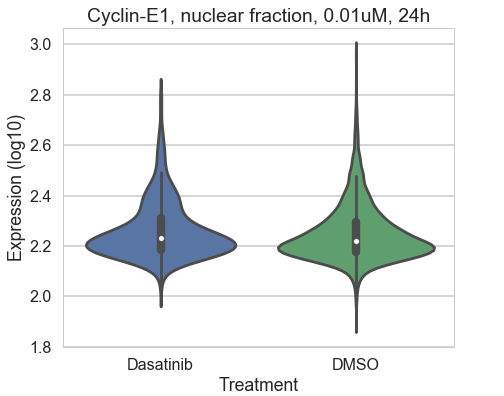 Cyclin-E1, nuclear fraction, 0.01uM, 24h
Expression (log10)
3.0
2.8
2.6
2.4
2.2
2.0
1.8
Dasatinib
DMSO
Treatment